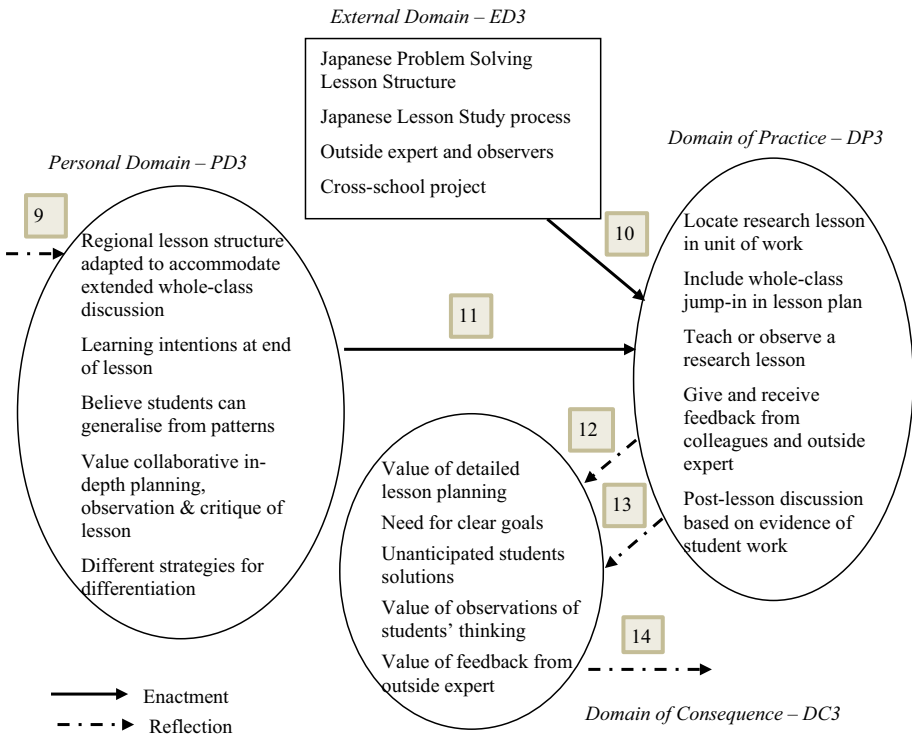 External Domain – ED3
Japanese Problem Solving
Lesson Structure
Japanese Lesson Study process
Outside expert and observers
Cross-school project
Personal Domain – PD3
9
Regional lesson structure
adapted to accommodate
extended whole-class
discussion
Learning intentions at end
of lesson
Believe students can
generalise from patterns
Value collaborative in-
depth planning,
observation & critique of
lesson
Different strategies for
differentiation
10
11
Domain of Practice – DP3
Locate research lesson
in unit of work
Include whole-class
jump-in in lesson plan
Teach or observe a
research lesson
Give and receive
feedback from
colleagues and outside
expert
Post-lesson discussion
based on evidence of
student work
12
13
Value of detailed
lesson planning
Need for clear goals
Unanticipated students
solutions
Value of observations of
students’ thinking
Value of feedback from
outside expert
14
Domain of Consequence – DC3
Enactment
Reflection